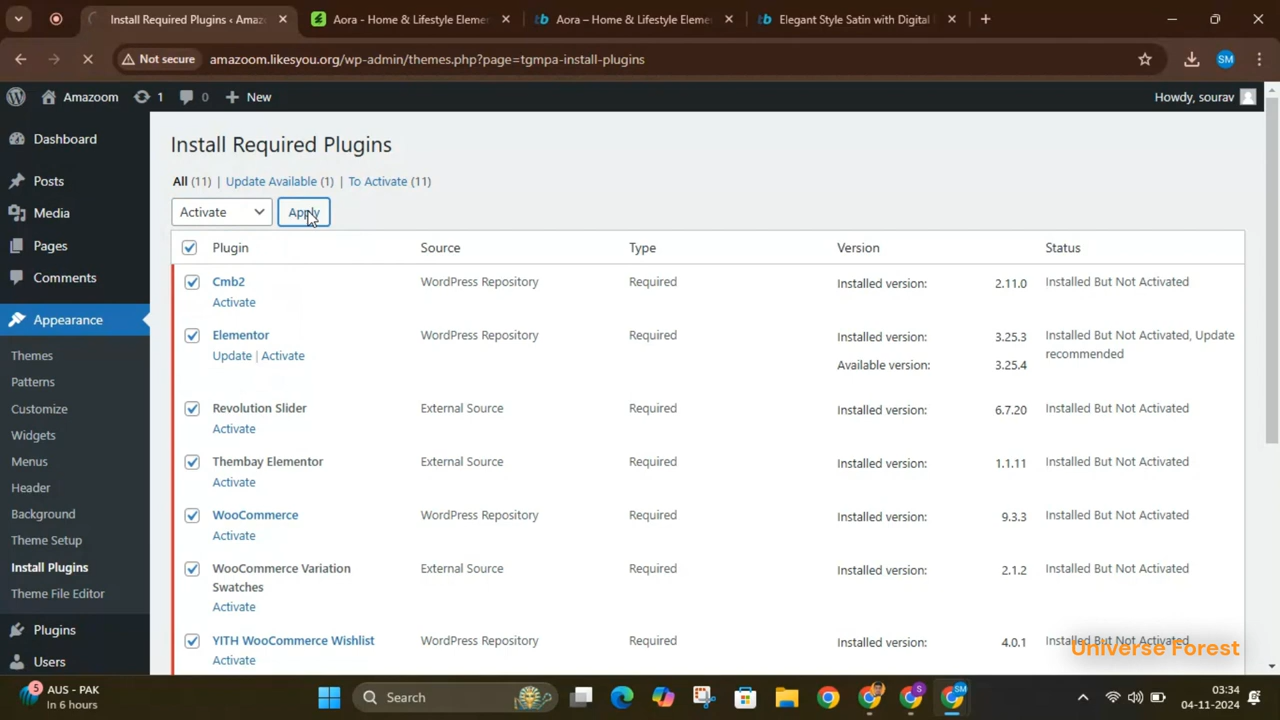 Install Required Plugins ‹ Amaz
Aora - Home & Lifestyle Eleme
Aora – Home & Lifestyle Eleme
Elegant Style Satin with Digital
Not secure
amazoom.likesyou.org/wp-admin/themes.php?page=tgmpa-install-plugins
SM
Amazoom
1
0
New
Howdy, sourav
Dashboard
Posts
Media
Pages
Comments
Appearance
Themes
Patterns
Customize
Widgets
Menus
Header
Background
Theme Setup
Install Plugins
Theme File Editor
Plugins
Users
Install Required Plugins
All (11) | Update Available (1) | To Activate (11)
Activate
Apply
Plugin Source Type Version Status
Cmb2 WordPress Repository Required Installed version: 2.11.0 Installed But Not Activated
Activate
Elementor WordPress Repository Required Installed version: 3.25.3 Installed But Not Activated, Update
recommended
Update | Activate Available version: 3.25.4
Revolution Slider External Source Required Installed version: 6.7.20 Installed But Not Activated
Activate
Thembay Elementor External Source Required Installed version: 1.1.11 Installed But Not Activated
Activate
WooCommerce WordPress Repository Required Installed version: 9.3.3 Installed But Not Activated
Activate
WooCommerce Variation External Source Required Installed version: 2.1.2 Installed But Not Activated
Swatches
Activate
YITH WooCommerce Wishlist WordPress Repository Required Installed version: 4.0.1 Installed But Not Activated
Activate
Universe Forest
5
AUS - PAK
In 6 hours
Search
S
SM
03:34
04-11-2024